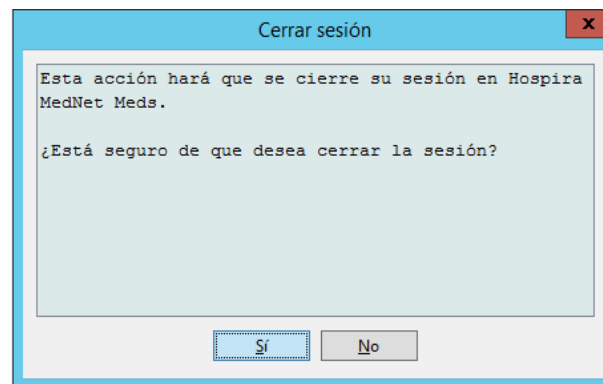 Cerrar sesión
x
Esta acción hará que se cierre su sesión en Hospira
MedNet Meds.
¿Está seguro de que desea cerrar la sesión?
Sí No